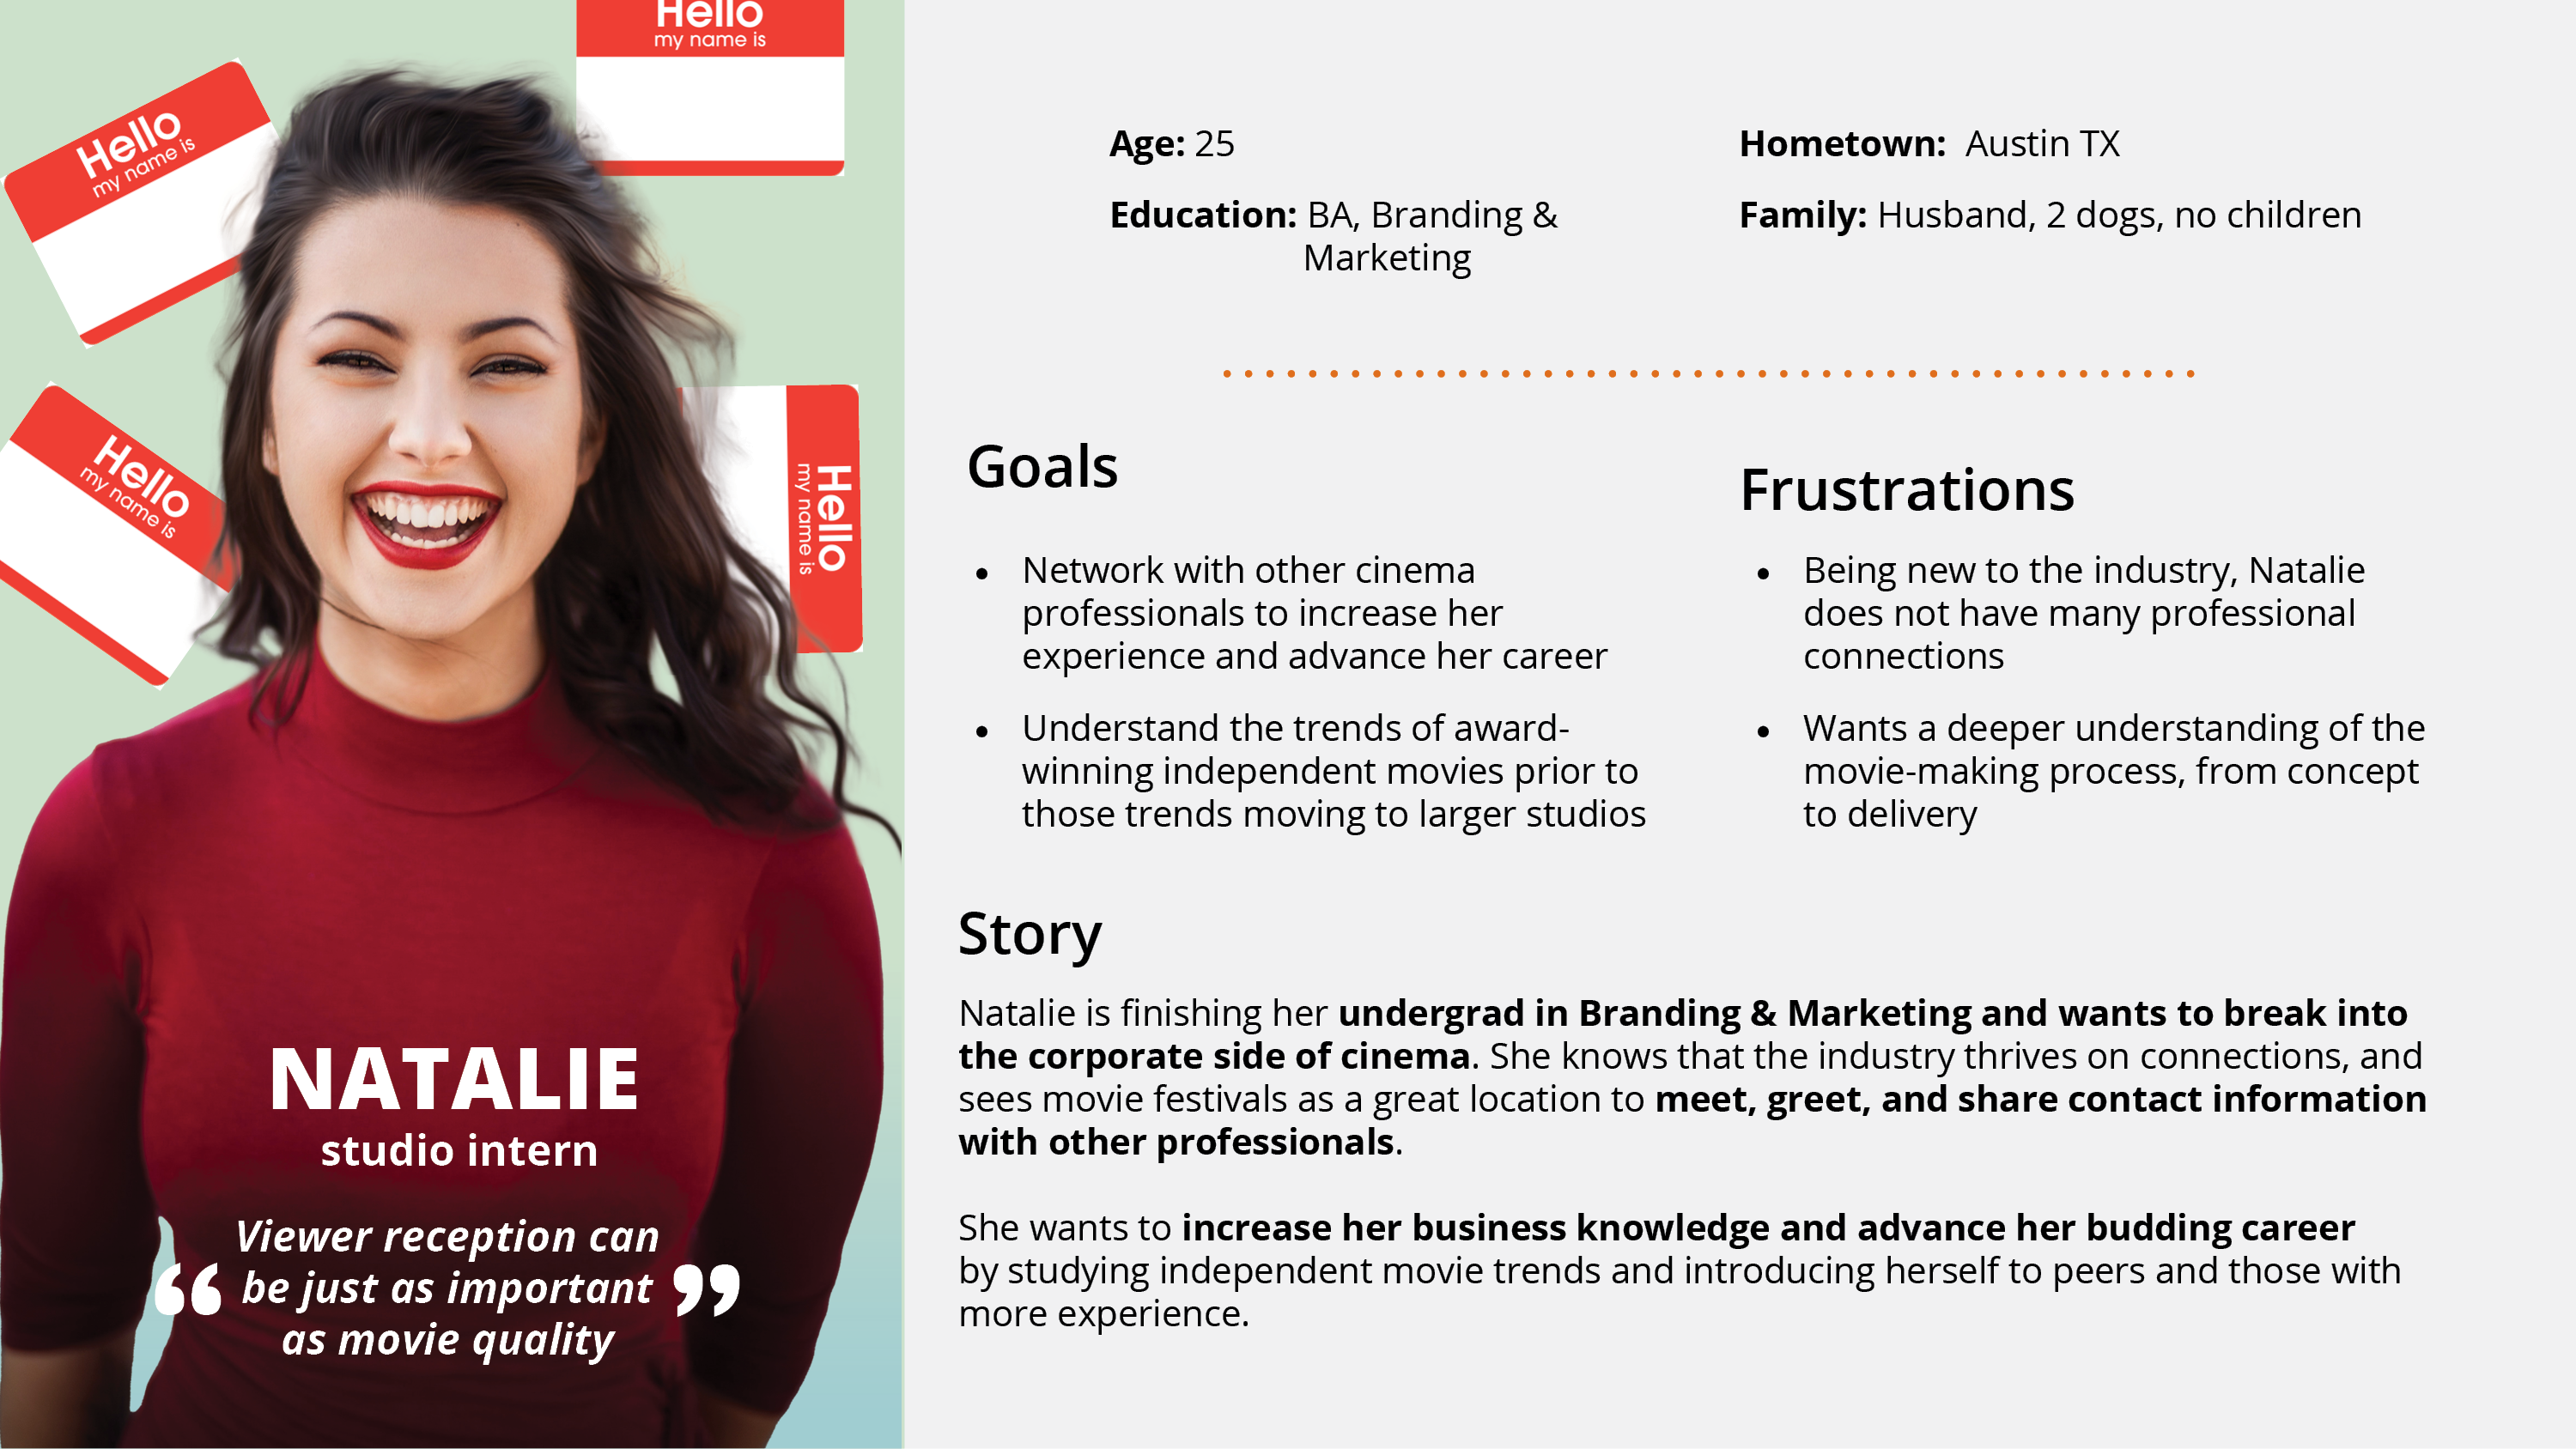 Hello
my name is
Hello
my name is
Hello
my name is
Hello
my name is
NATALIE
studio intern
“ Viewer reception can
be just as important
as movie quality ”
Age: 25
Education: BA, Branding &
Marketing
Hometown: Austin TX
Family: Husband, 2 dogs, no children
Goals
• Network with other cinema
professionals to increase her
experience and advance her career
• Understand the trends of award-
winning independent movies prior to
those trends moving to larger studios
Frustrations
• Being new to the industry, Natalie
does not have many professional
connections
• Wants a deeper understanding of the
movie-making process, from concept
to delivery
Story
Natalie is finishing her undergrad in Branding & Marketing and wants to break into
the corporate side of cinema. She knows that the industry thrives on connections, and
sees movie festivals as a great location to meet, greet, and share contact information
with other professionals.
She wants to increase her business knowledge and advance her budding career
by studying independent movie trends and introducing herself to peers and those with
more experience.